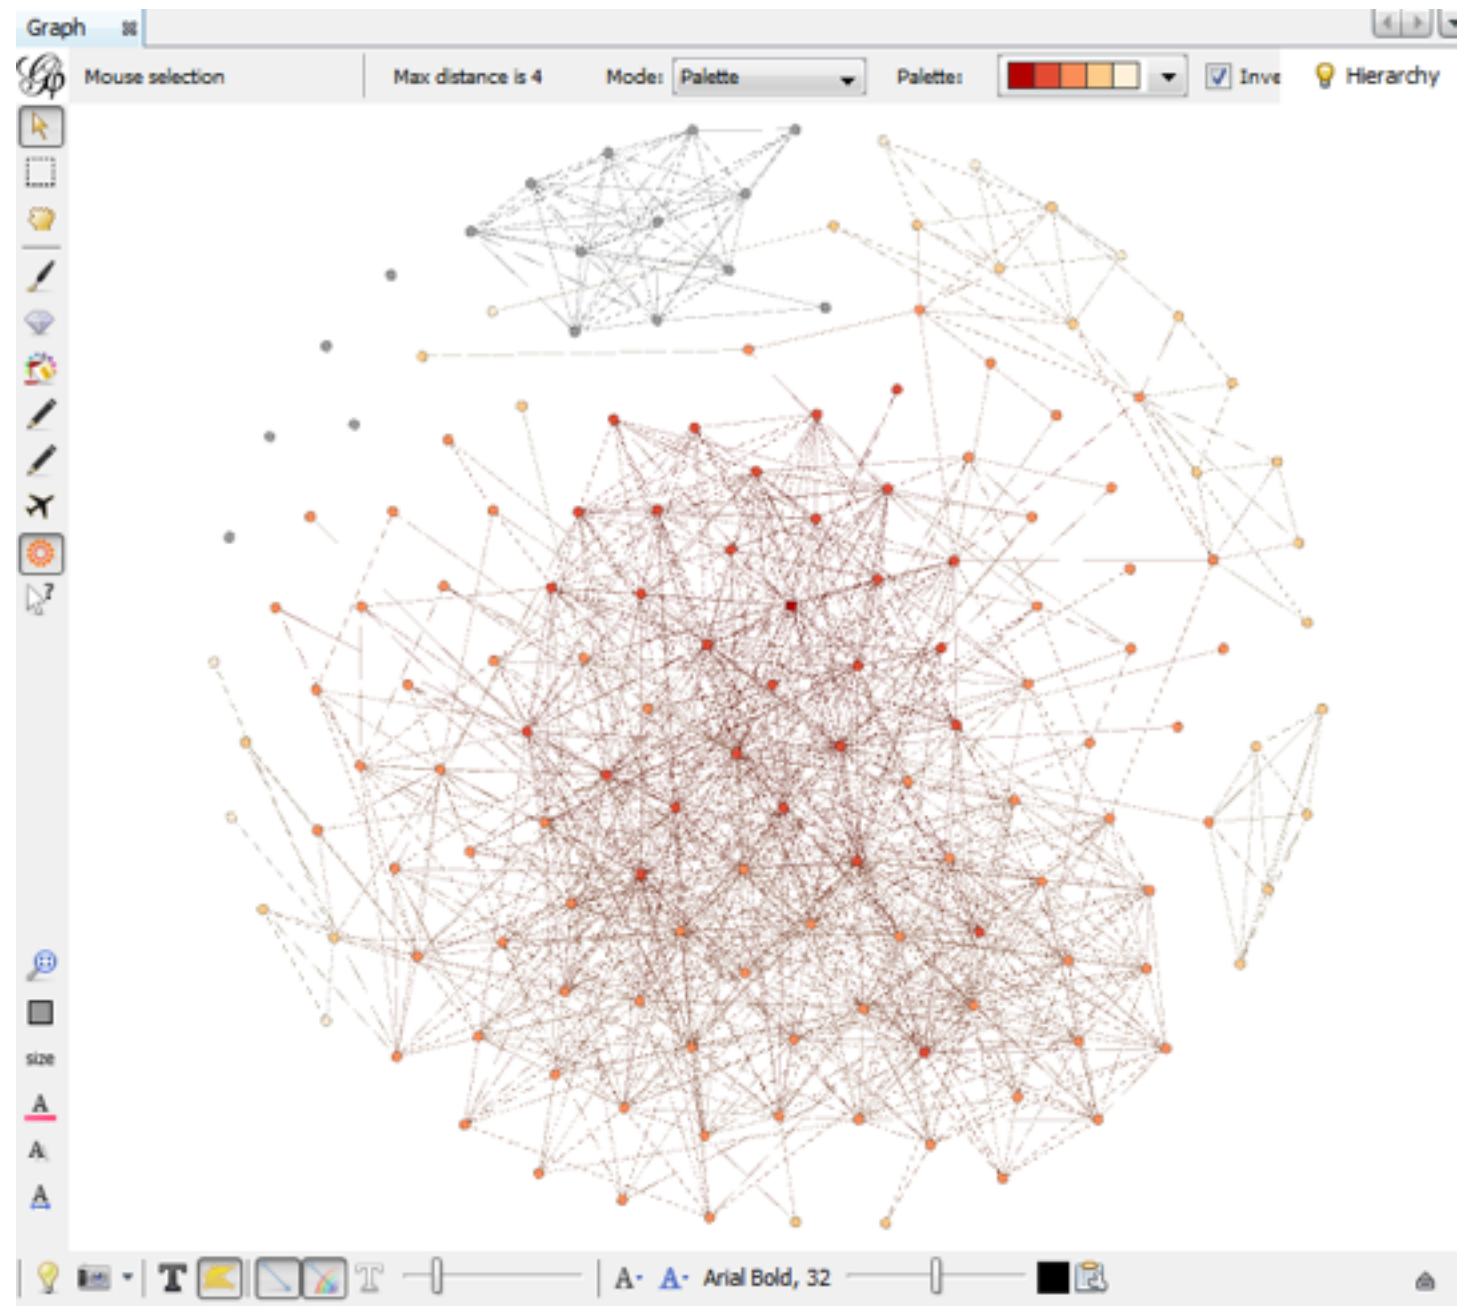 Graph
Mouse selection
Max distance is 4
Mode: Palette
Palette:
Inve
Hierarchy
size
A
A
A
T
T
A
A
Arial Bold, 32